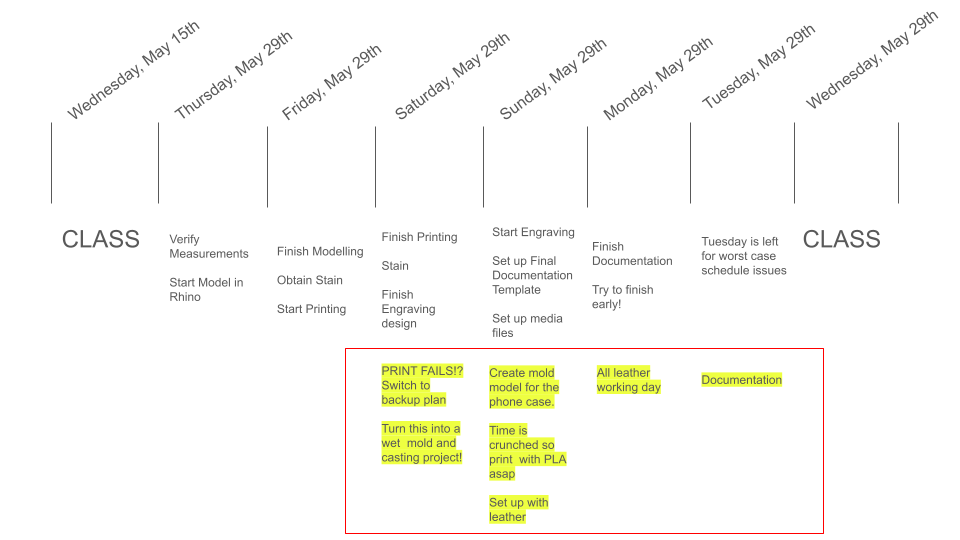 Wednesday, May 15th
Thursday, May 29th
Friday, May 29th
Saturday, May 29th
Sunday, May 29th
Monday, May 29th
Tuesday, May 29th
Wednesday, May 29th
CLASS
Verify
Measurements
Start Model in
Rhino
Finish Modelling
Obtain Stain
Start Printing
Finish Printing
Stain
Finish
Engraving
design
Start Engraving
Set up Final
Documentation
Template
Set up media
files
Finish
Documentation
Try to finish
early!
Tuesday is left
for worst case
schedule issues
CLASS
PRINT FAILS!?
Switch to
backup plan
Turn this into a
wet mold and
casting project!
Create mold
model for the
phone case.
Time is
crunched so
print with PLA
asap
Set up with
leather
All leather
working day
Documentation